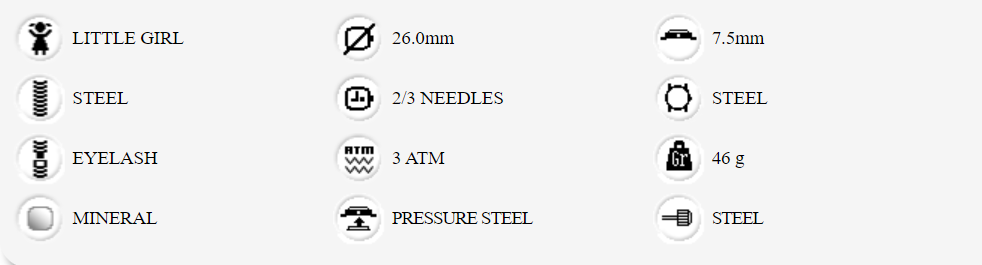 LITTLE GIRL 26.0mm 7.5mm
STEEL 2/3 NEEDLES STEEL
EYELASH ATM 3 ATM Gr 46 g
MINERAL PRESSURE STEEL STEEL